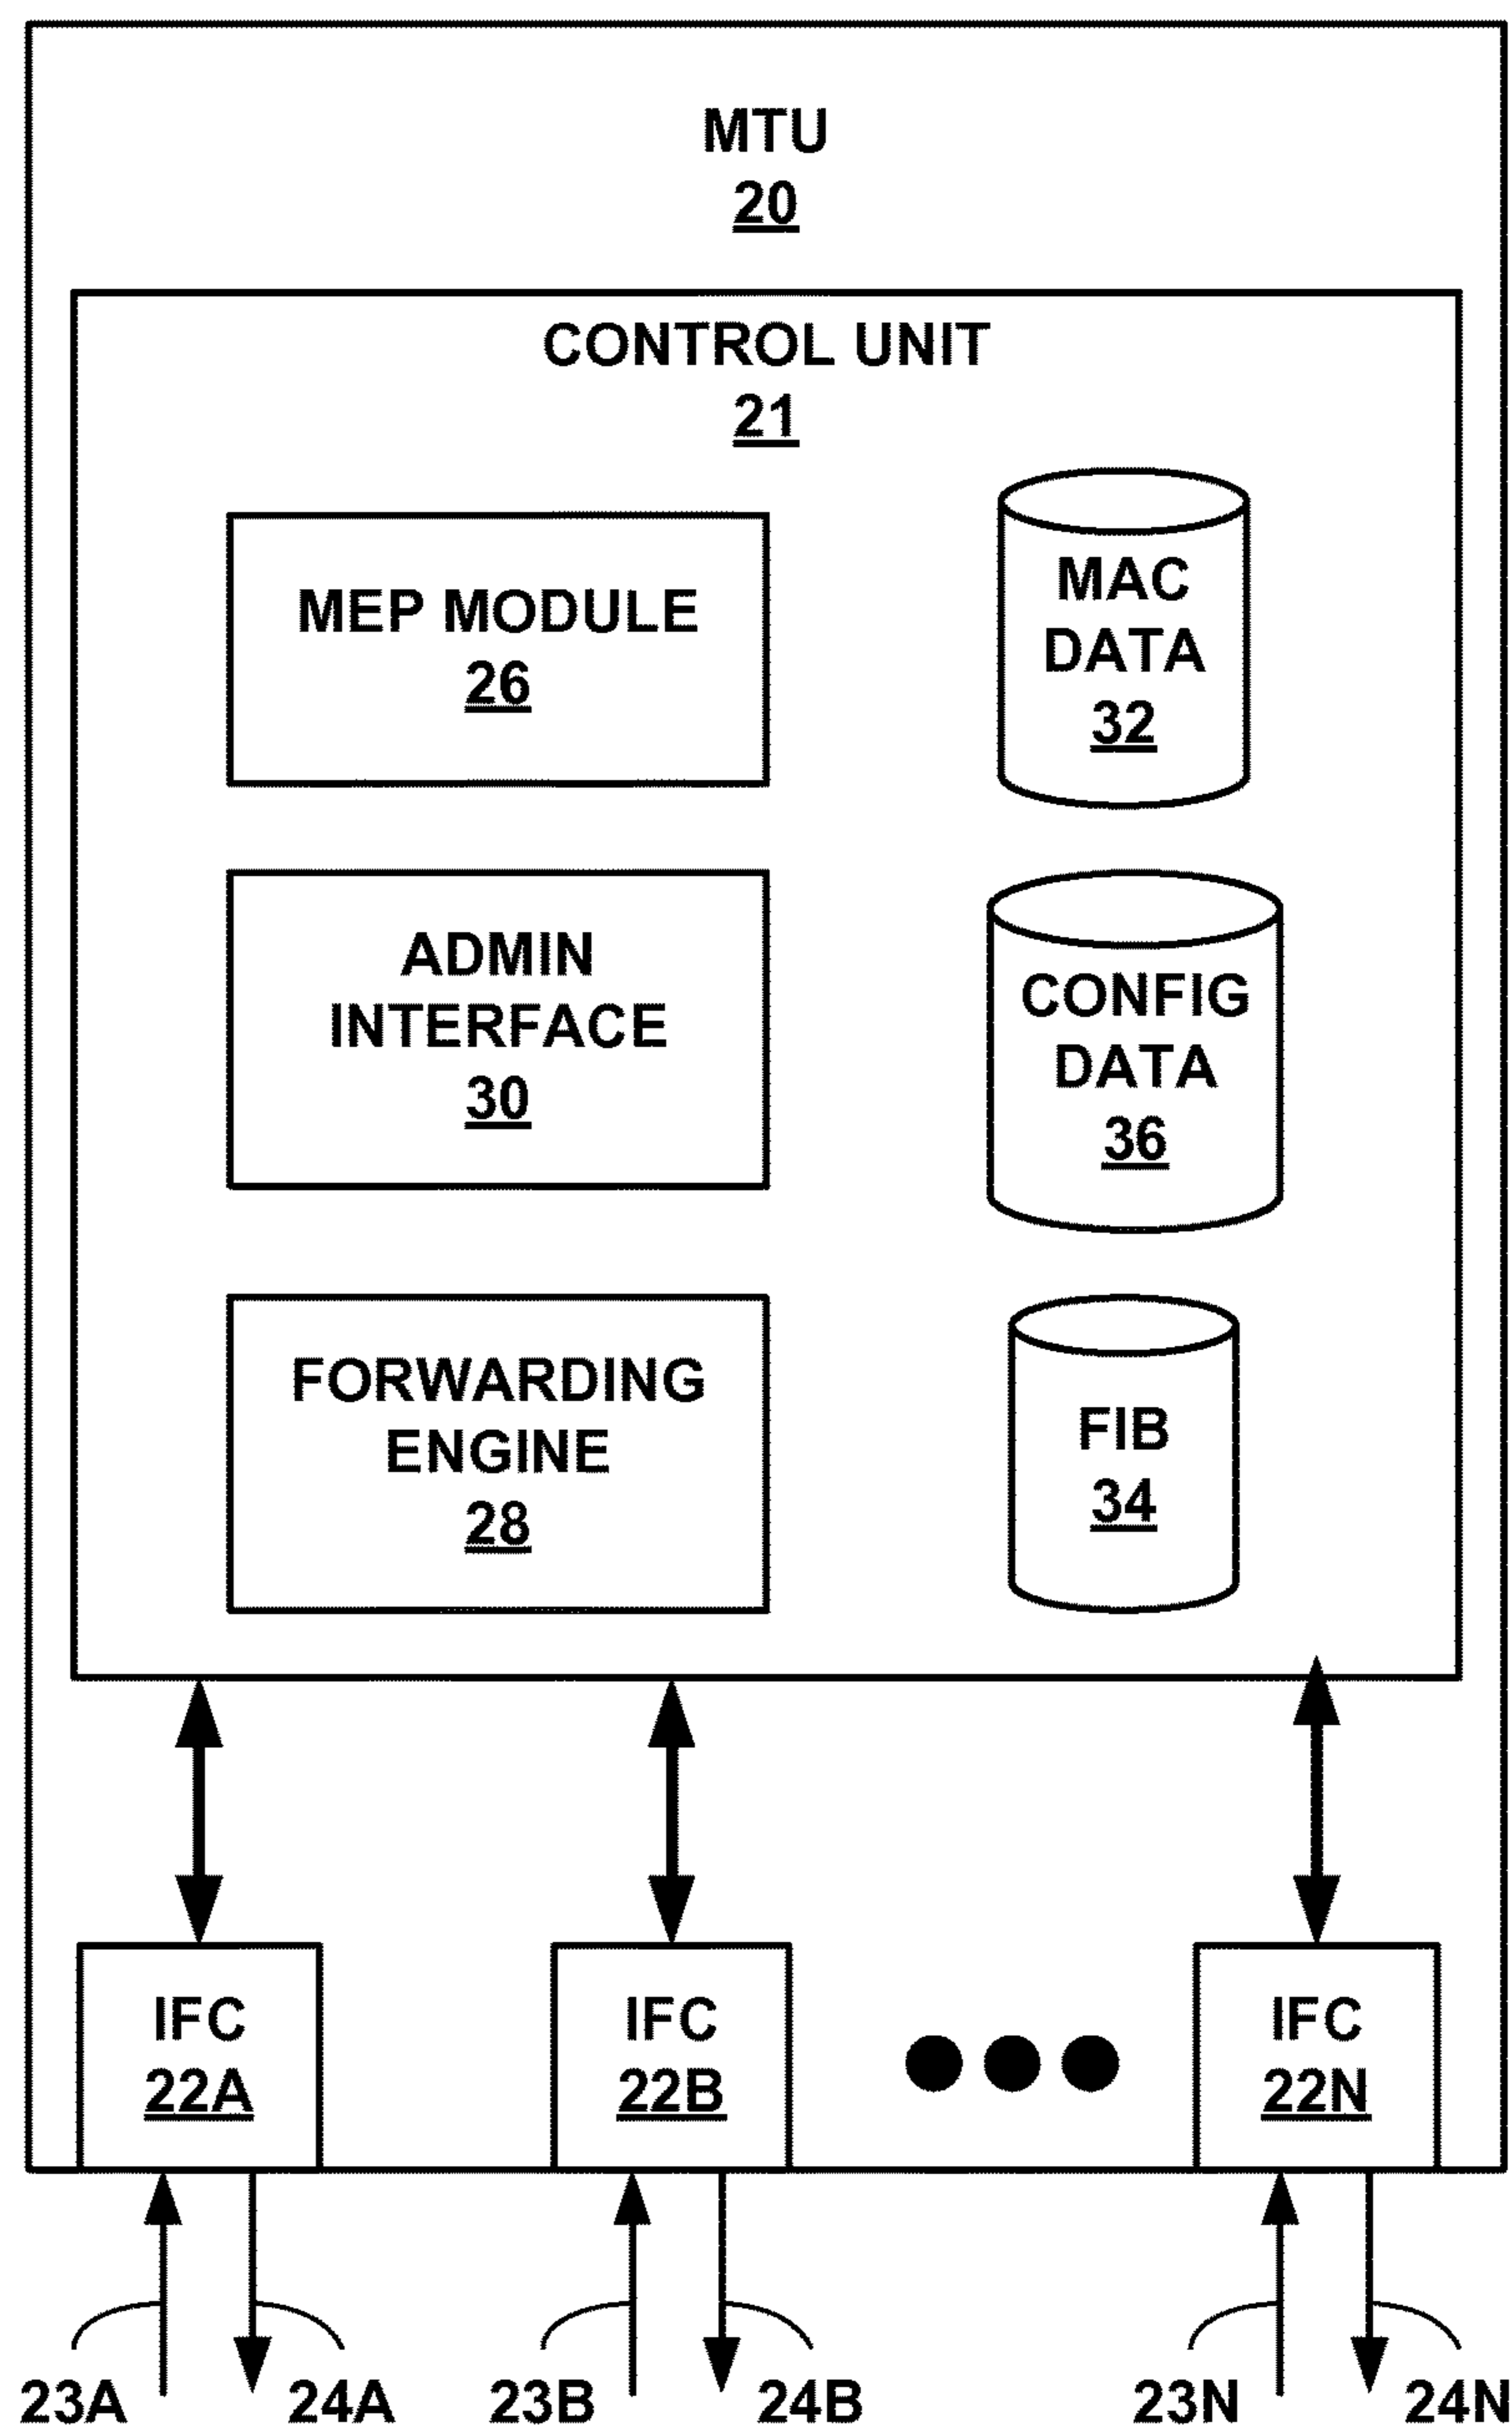 MTU
20
CONTROL UNIT
21
MEP MODULE
26
MAC
DATA
32
ADMIN
INTERFACE
30
CONFIG
DATA
36
FORWARDING
ENGINE
28
FIB
34
IFC
22A
IFC
22B
IFC
22N
23A
24A
23B
24B
23N
24N